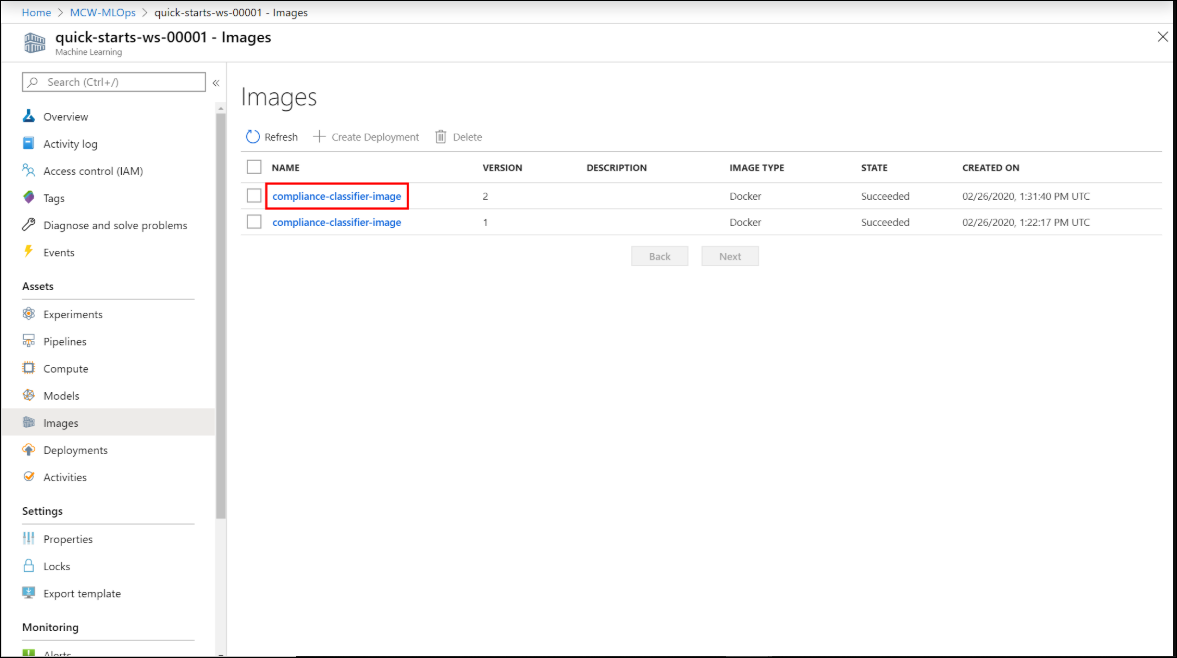 Home > MCW-MLOps > quick-starts-ws-00001 - Images
quick-starts-ws-00001 - Images
Machine Learning
Search (Ctrl+/)
«
Overview
Activity log
Access control (IAM)
Tags
Diagnose and solve problems
Events
Assets
Experiments
Pipelines
Compute
Models
Images
Deployments
Activities
Settings
Properties
Locks
Export template
Monitoring
Alerts
Images
Refresh + Create Deployment Delete
NAME VERSION DESCRIPTION IMAGE TYPE STATE CREATED ON
compliance-classifier-image 2 Docker Succeeded 02/26/2020, 1:31:40 PM UTC
compliance-classifier-image 1 Docker Succeeded 02/26/2020, 1:22:17 PM UTC
Back Next